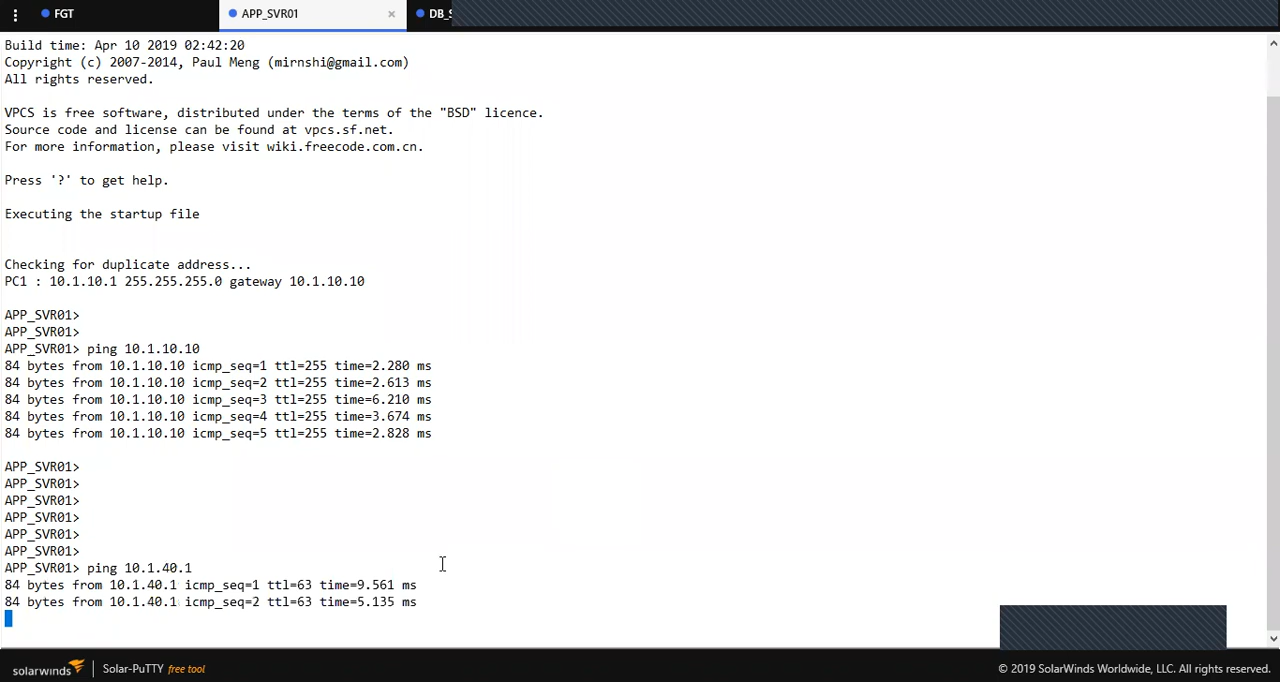 FGT
APP_SVR01
DB_S
Build time: Apr 10 2019 02:42:20
Copyright (c) 2007-2014, Paul Meng (mirnshi@gmail.com)
All rights reserved.
VPCS is free software, distributed under the terms of the "BSD" licence.
Source code and license can be found at vpcs.sf.net.
For more information, please visit wiki.freecode.com.cn.
Press '?' to get help.
Executing the startup file
Checking for duplicate address...
PC1 : 10.1.10.1 255.255.255.0 gateway 10.1.10.10
APP_SVR01>
APP_SVR01>
APP_SVR01> ping 10.1.10.10
84 bytes from 10.1.10.10 icmp_seq=1 ttl=255 time=2.280 ms
84 bytes from 10.1.10.10 icmp_seq=2 ttl=255 time=2.613 ms
84 bytes from 10.1.10.10 icmp_seq=3 ttl=255 time=6.210 ms
84 bytes from 10.1.10.10 icmp_seq=4 ttl=255 time=3.674 ms
84 bytes from 10.1.10.10 icmp_seq=5 ttl=255 time=2.828 ms
APP_SVR01>
APP_SVR01>
APP_SVR01>
APP_SVR01>
APP_SVR01>
APP_SVR01>
APP_SVR01> ping 10.1.40.1
84 bytes from 10.1.40.1 icmp_seq=1 ttl=63 time=9.561 ms
84 bytes from 10.1.40.1 icmp_seq=2 ttl=63 time=5.135 ms
solarwinds
Solar-PuTTY free tool
© 2019 SolarWinds Worldwide, LLC. All rights reserved.